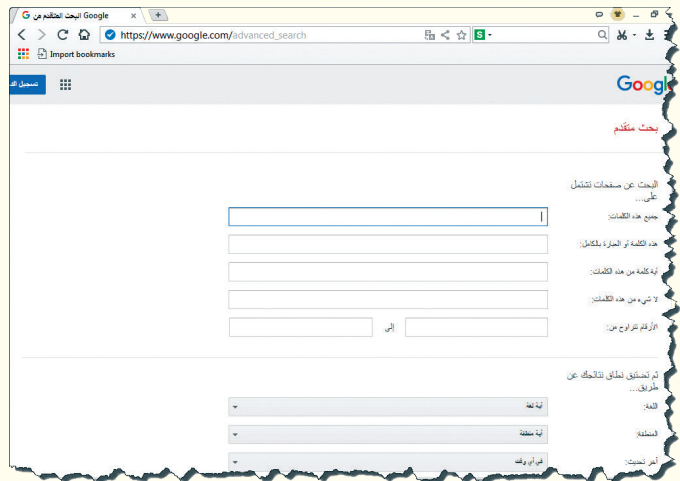 البحث المتقدم من Google
https://www.google.com/advanced_search
S
Import bookmarks
Google
تسجيل
بحث متقدم
البحث عن صفحات تشتمل
على...
جميع هذه الكلمات:
هذه الكلمة أو العبارة بالكامل:
أية كلمة من هذه الكلمات:
لا شيء من هذه الكلمات:
الأرقام تتراوح من:
إلى
ثم تضييق نطاق نتائجك عن
طريق...
اللغة:
أية لغة
المنطقة:
أية منطقة
آخر تحديث:
في أي وقت